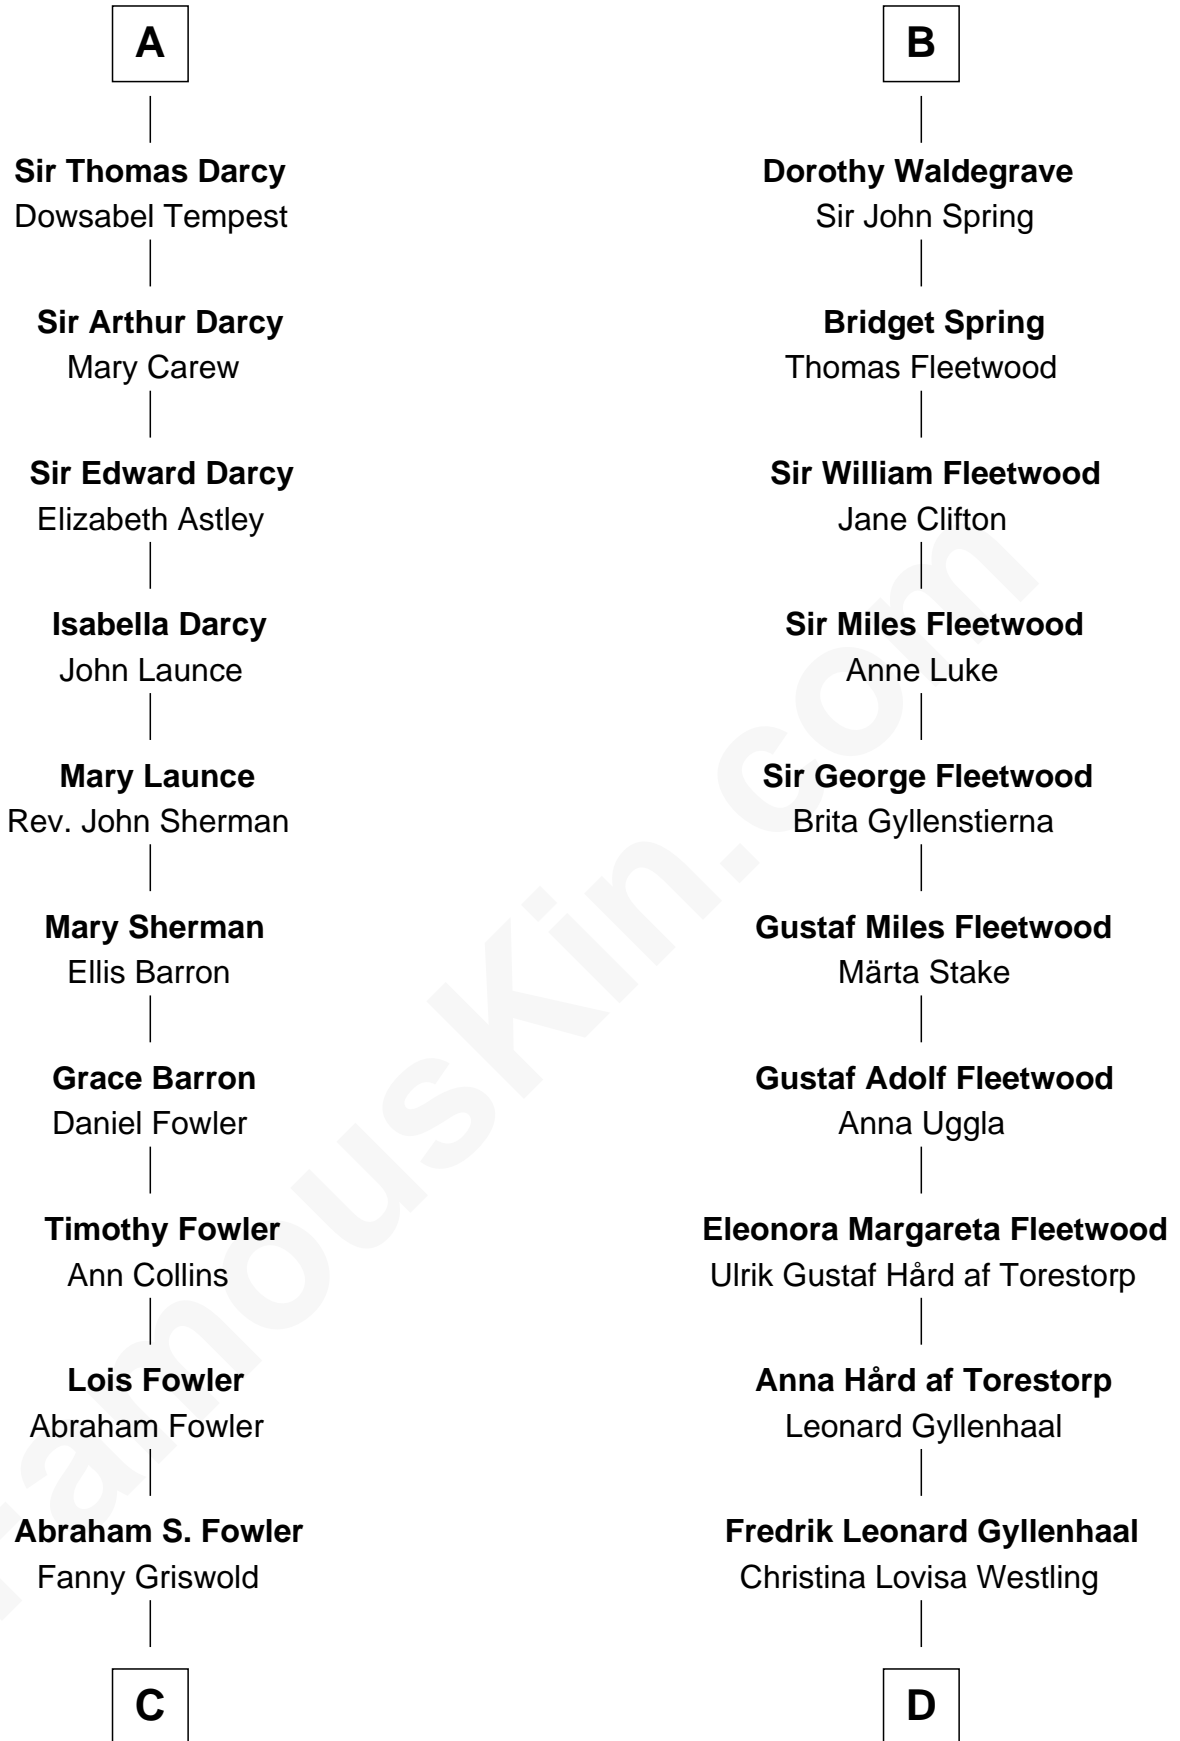 A
Sir Thomas Darcy
Dowsabel Tempest
Sir Arthur Darcy
Mary Carew
Sir Edward Darcy
Elizabeth Astley
Isabella Darcy
John Launce
Mary Launce
Rev. John Sherman
Mary Sherman
Ellis Barron
Grace Barron
Daniel Fowler
Timothy Fowler
Ann Collins
Lois Fowler
Abraham Fowler
Abraham S. Fowler
Fanny Griswold
C
B
Dorothy Waldegrave
Sir John Spring
Bridget Spring
Thomas Fleetwood
Sir William Fleetwood
Jane Clifton
Sir Miles Fleetwood
Anne Luke
Sir George Fleetwood
Brita Gyllenstierna
Gustaf Miles Fleetwood
Märta Stake
Gustaf Adolf Fleetwood
Anna Uggla
Eleonora Margareta Fleetwood
Ulrik Gustaf Hård af Torestorp
Anna Hård af Torestorp
Leonard Gyllenhaal
Fredrik Leonard Gyllenhaal
Christina Lovisa Westling
D
FamousKin.com